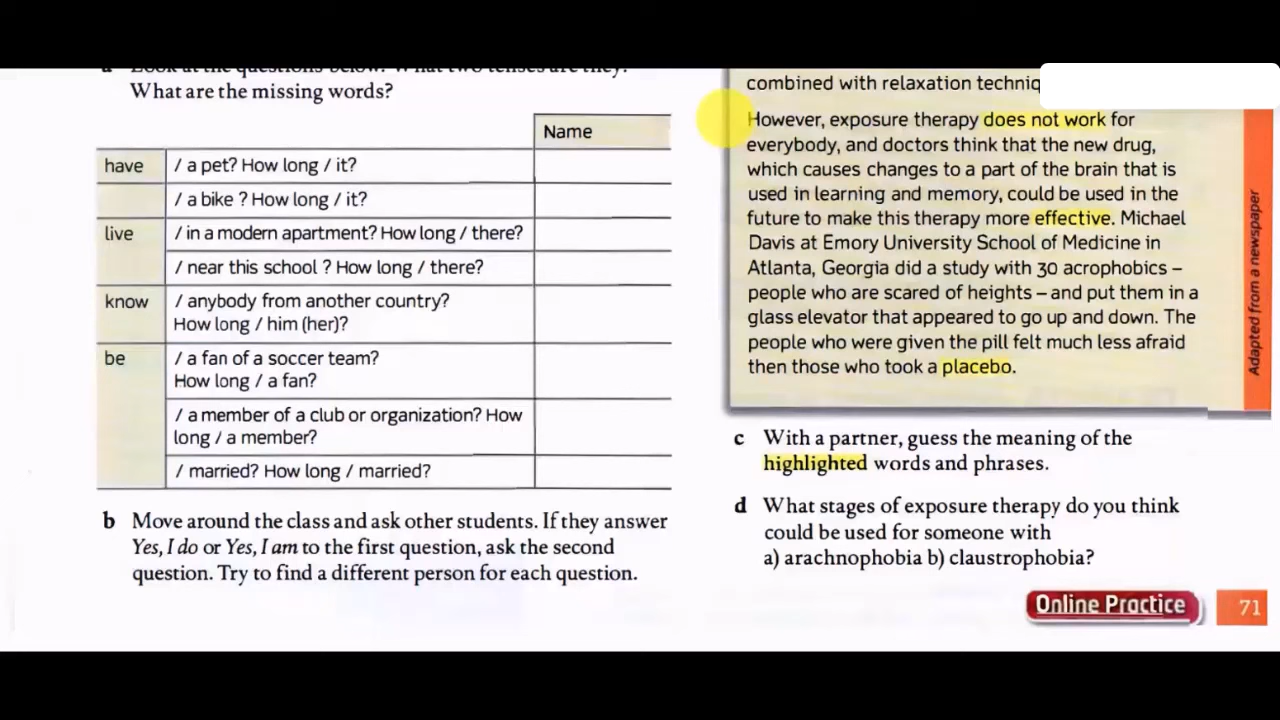 a Look at the questions below. What two tenses are they?
What are the missing words?
Name
have / a pet? How long / it?
/ a bike ? How long / it?
live / in a modern apartment? How long / there?
/ near this school ? How long / there?
know / anybody from another country?
How long / him (her)?
be / a fan of a soccer team?
How long / a fan?
/ a member of a club or organization? How
long / a member?
/ married? How long / married?
b Move around the class and ask other students. If they answer
Yes, I do or Yes, I am to the first question, ask the second
question. Try to find a different person for each question.
combined with relaxation
However, exposure therapy does not work for
everybody, and doctors think that the new drug,
which causes changes to a part of the brain that is
used in learning and memory, could be used in the
future to make this therapy more effective. Michael
Davis at Emory University School of Medicine in
Atlanta, Georgia did a study with 30 acrophobics –
people who are scared of heights – and put them in a
glass elevator that appeared to go up and down. The
people who were given the pill felt much less afraid
then those who took a placebo.
Adapted from a newspaper
c With a partner, guess the meaning of the
highlighted words and phrases.
d What stages of exposure therapy do you think
could be used for someone with
a) arachnophobia b) claustrophobia?
Online Practice 71